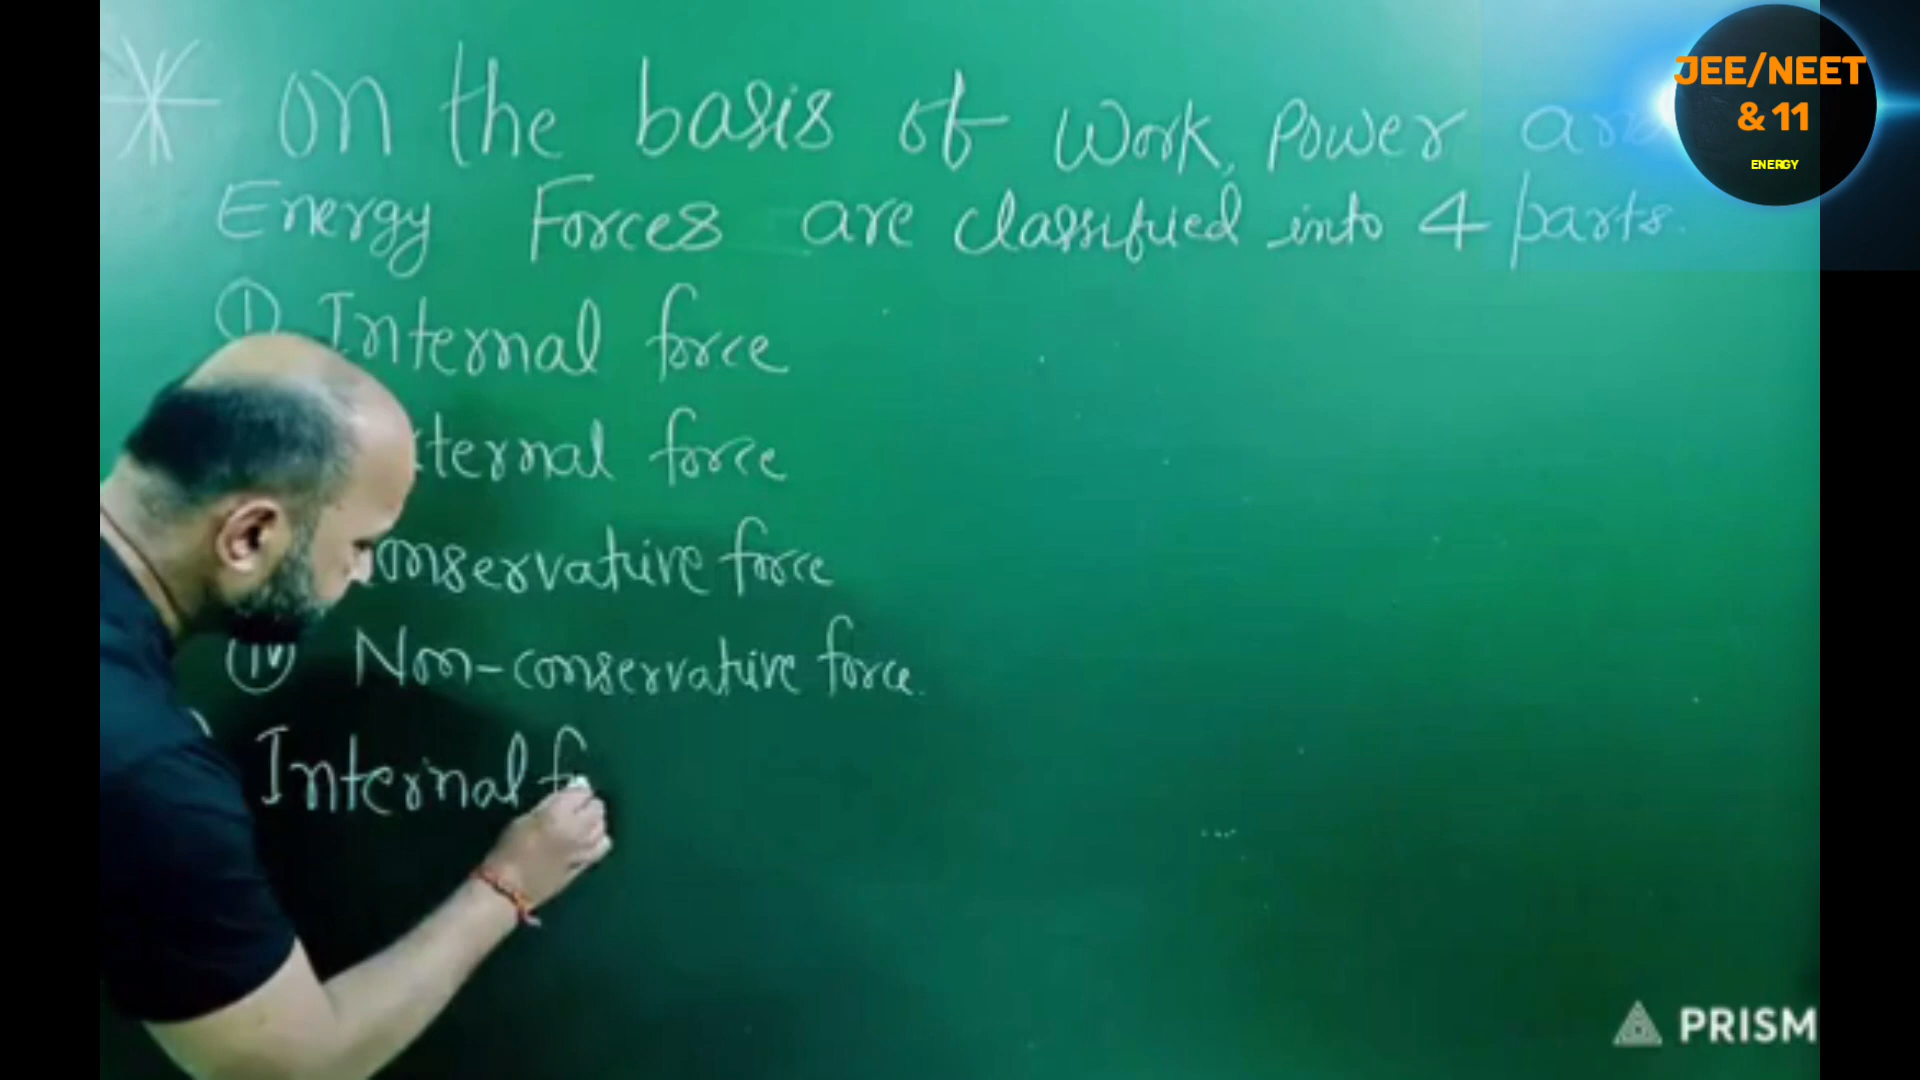 On the basis of Work, Power
Energy Forces are classified into 4 parts.
① Internal force
ternal force
onservative force
(IV) Non-conservative force.
Internal
JEE/NEET
& 11
ENERGY
PRISM